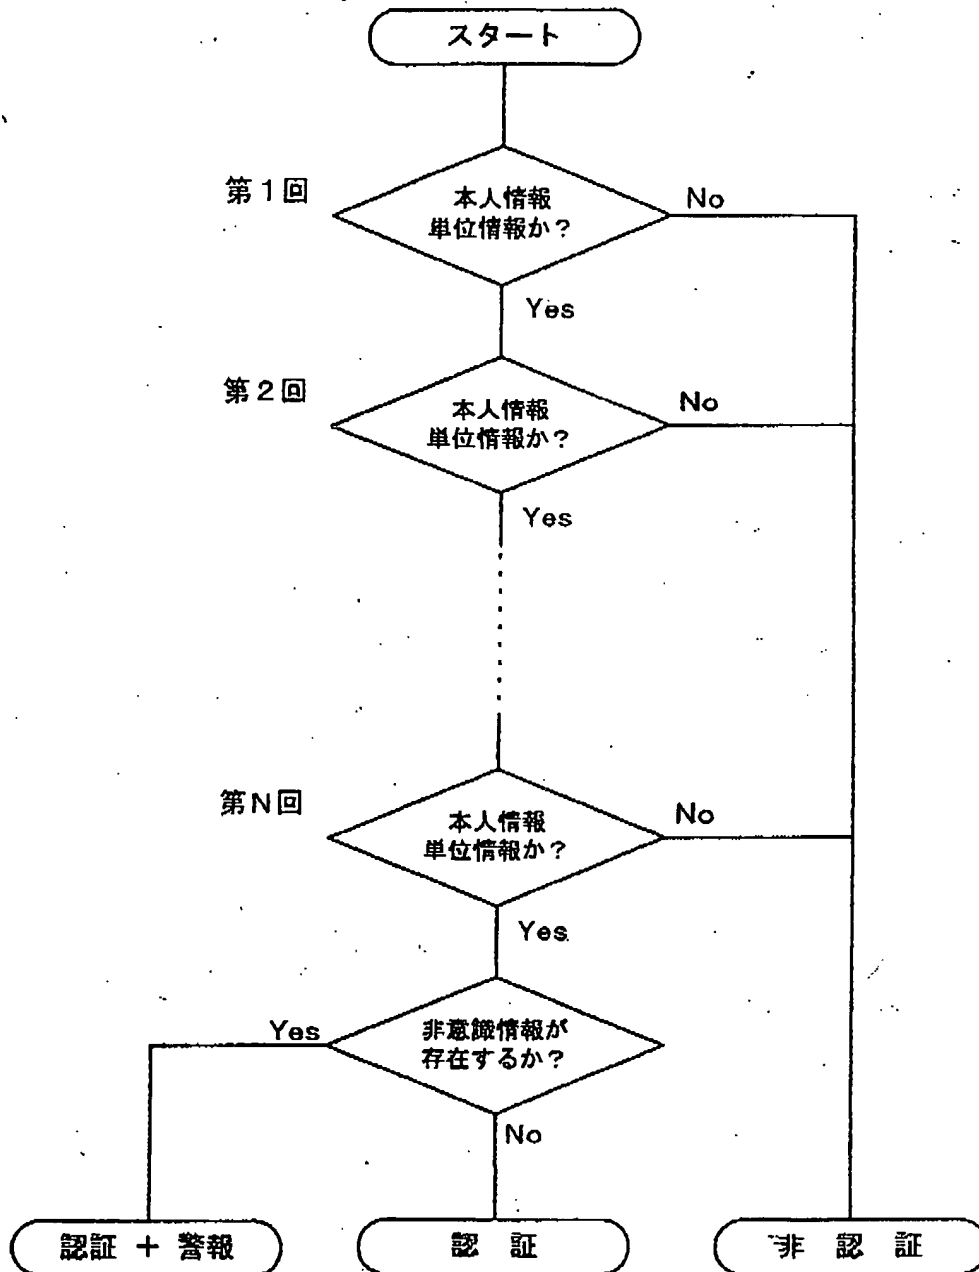 スタート
第1回
本人情報
単位情報か?
No
Yes
第2回
本人情報
単位情報か?
No
Yes
第N回
本人情報
単位情報か?
No
Yes
非意識情報が
存在するか?
Yes
No
認証 + 警報
認 証
非 認 証